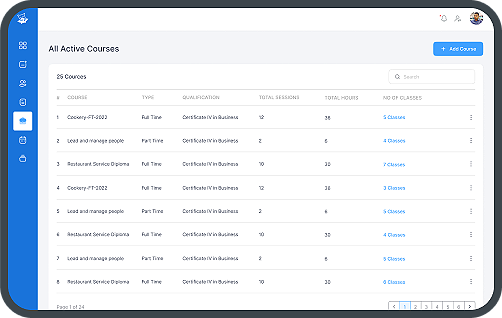 All Active Courses
+ Add Course
25 Cources
Search
# COURSE TYPE QUALIFICATION TOTAL SESSIONS TOTAL HOURS NO OF CLASSES
1 Cookery-FT-2022 Full Time Certificate IV in Business 12 36 5 Classes
2 Lead and manage people Part Time Certificate IV in Business 2 6 4 Classes
3 Restaurant Service Diploma Full Time Certificate IV in Business 10 30 7 Classes
4 Cookery-FT-2022 Full Time Certificate IV in Business 12 36 3 Classes
5 Lead and manage people Part Time Certificate IV in Business 2 6 5 Classes
6 Restaurant Service Diploma Full Time Certificate IV in Business 10 30 4 Classes
7 Lead and manage people Part Time Certificate IV in Business 2 6 5 Classes
8 Restaurant Service Diploma Full Time Certificate IV in Business 10 30 6 Classes
Page 1 of 24
< 1 2 3 4 5 6 >